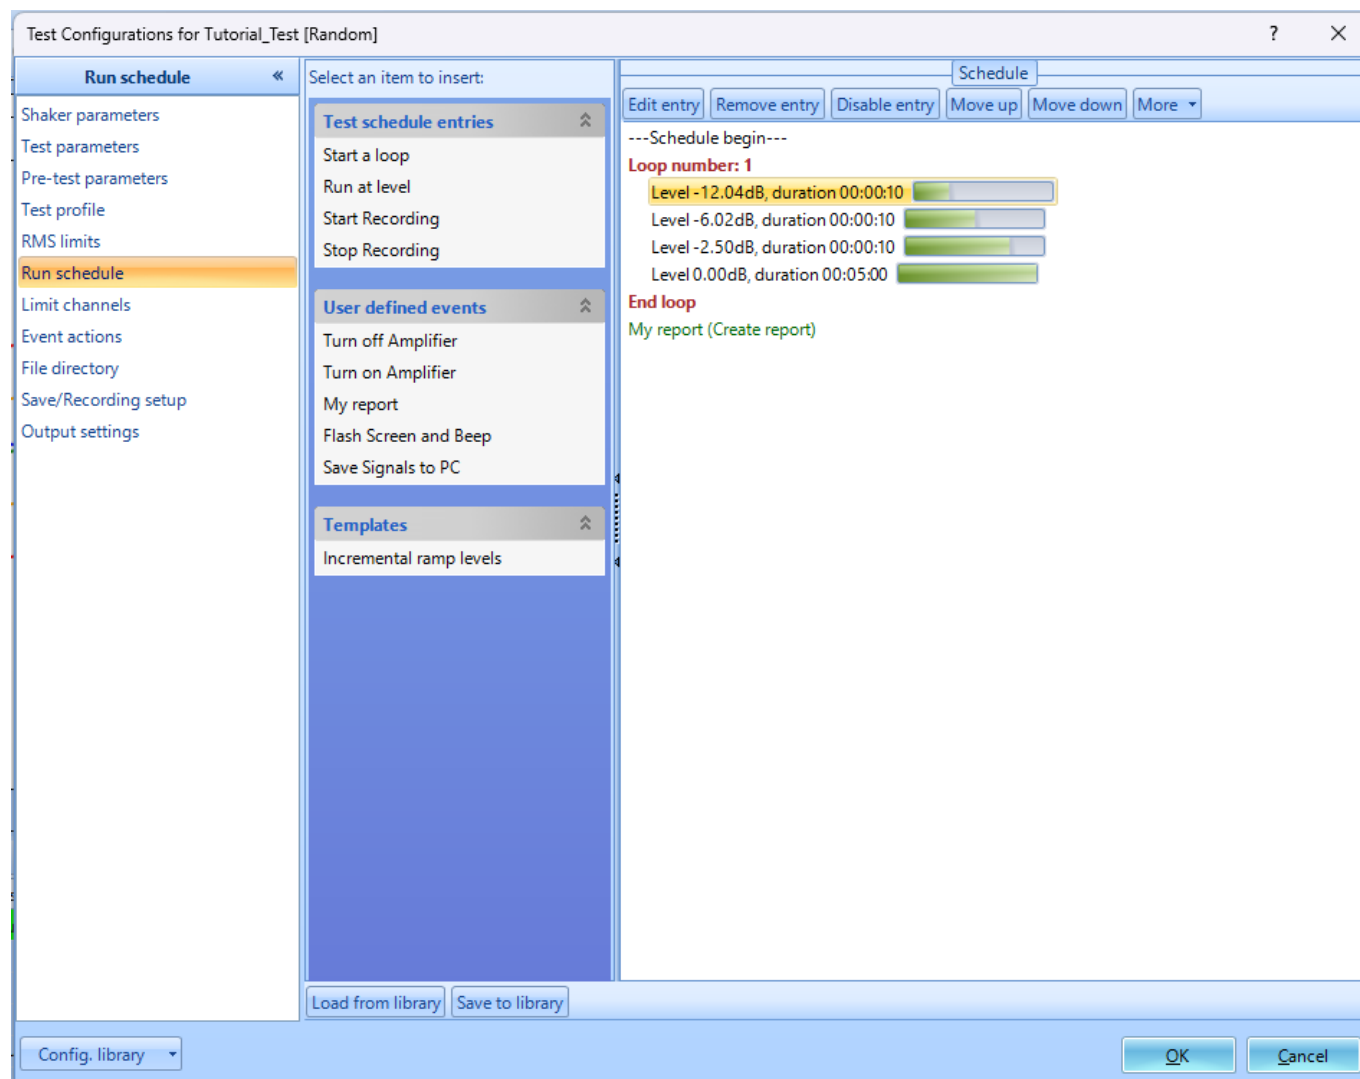 Test Configurations for Tutorial_Test [Random]
?
Run schedule
Shaker parameters
Test parameters
Pre-test parameters
Test profile
RMS limits
Run schedule
Limit channels
Event actions
File directory
Save/Recording setup
Output settings
Select an item to insert:
Test schedule entries
Start a loop
Run at level
Start Recording
Stop Recording
User defined events
Turn off Amplifier
Turn on Amplifier
My report
Flash Screen and Beep
Save Signals to PC
Templates
Incremental ramp levels
Schedule
Edit entry Remove entry Disable entry Move up Move down More
---Schedule begin---
Loop number: 1
Level -12.04dB, duration 00:00:10
Level -6.02dB, duration 00:00:10
Level -2.50dB, duration 00:00:10
Level 0.00dB, duration 00:05:00
End loop
My report (Create report)
Load from library Save to library
Config. library
OK Cancel